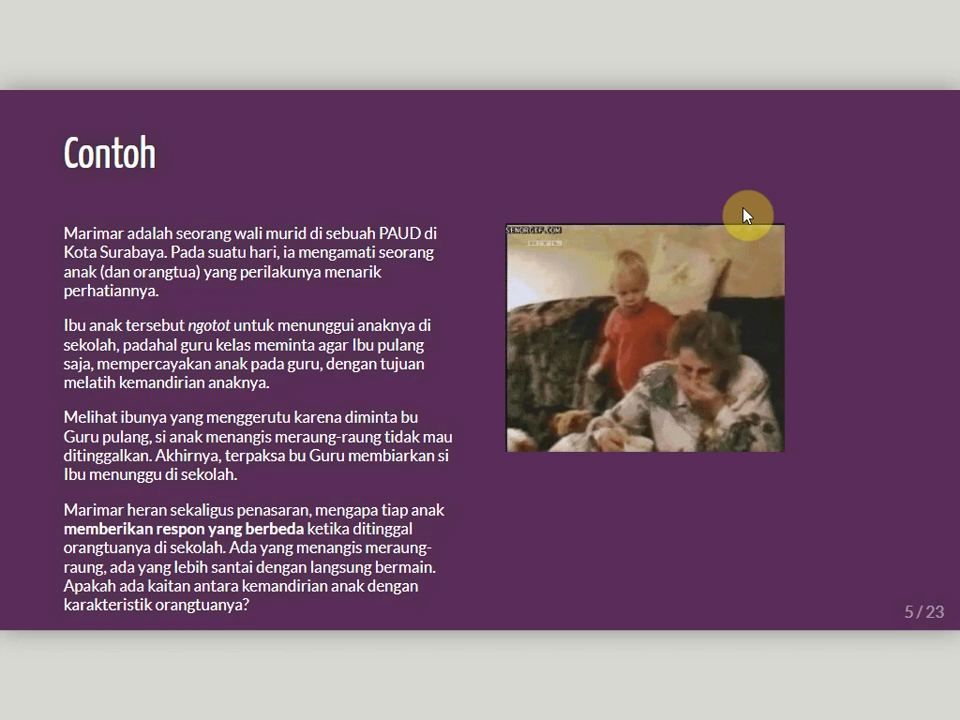 Contoh
Marimar adalah seorang wali murid di sebuah PAUD di
Kota Surabaya. Pada suatu hari, ia mengamati seorang
anak (dan orangtua) yang perilakunya menarik
perhatiannya.
Ibu anak tersebut ngotot untuk menunggui anaknya di
sekolah, padahal guru kelas meminta agar Ibu pulang
saja, mempercayakan anak pada guru, dengan tujuan
melatih kemandirian anaknya.
Melihat ibunya yang menggerutu karena diminta bu
Guru pulang, si anak menangis meraung-raung tidak mau
ditinggalkan. Akhirnya, terpaksa bu Guru membiarkan si
Ibu menunggu di sekolah.
Marimar heran sekaligus penasaran, mengapa tiap anak
memberikan respon yang berbeda ketika ditinggal
orangtuanya di sekolah. Ada yang menangis meraung-
raung, ada yang lebih santai dengan langsung bermain.
Apakah ada kaitan antara kemandirian anak dengan
karakteristik orangtuanya?
SENORGIF.COM
5 / 23